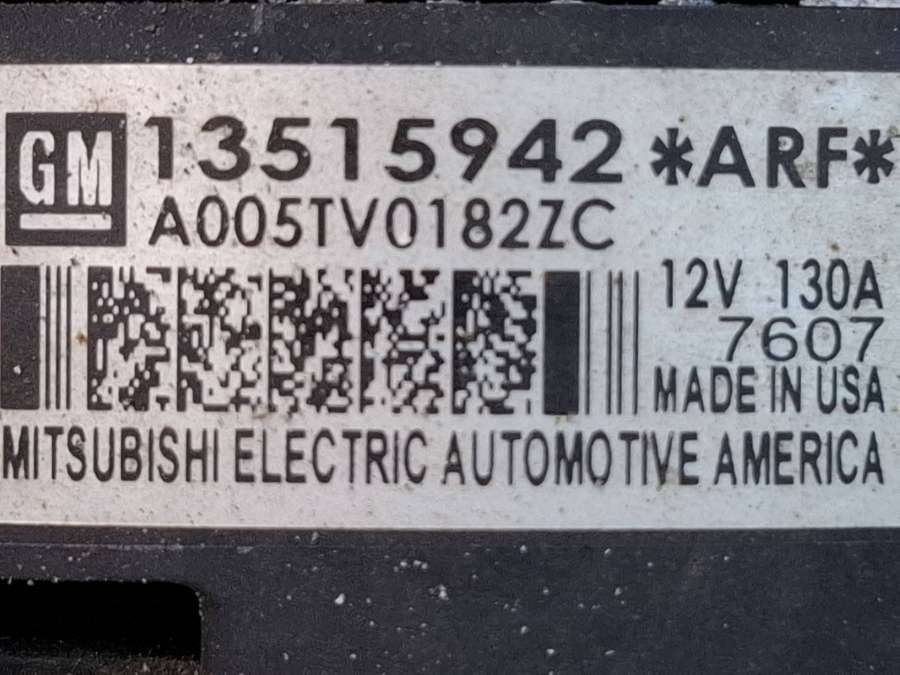 GM 13515942 *ARF*
A005TV0182ZC
12V 130A
7607
MADE IN USA
MITSUBISHI ELECTRIC AUTOMOTIVE AMERICA